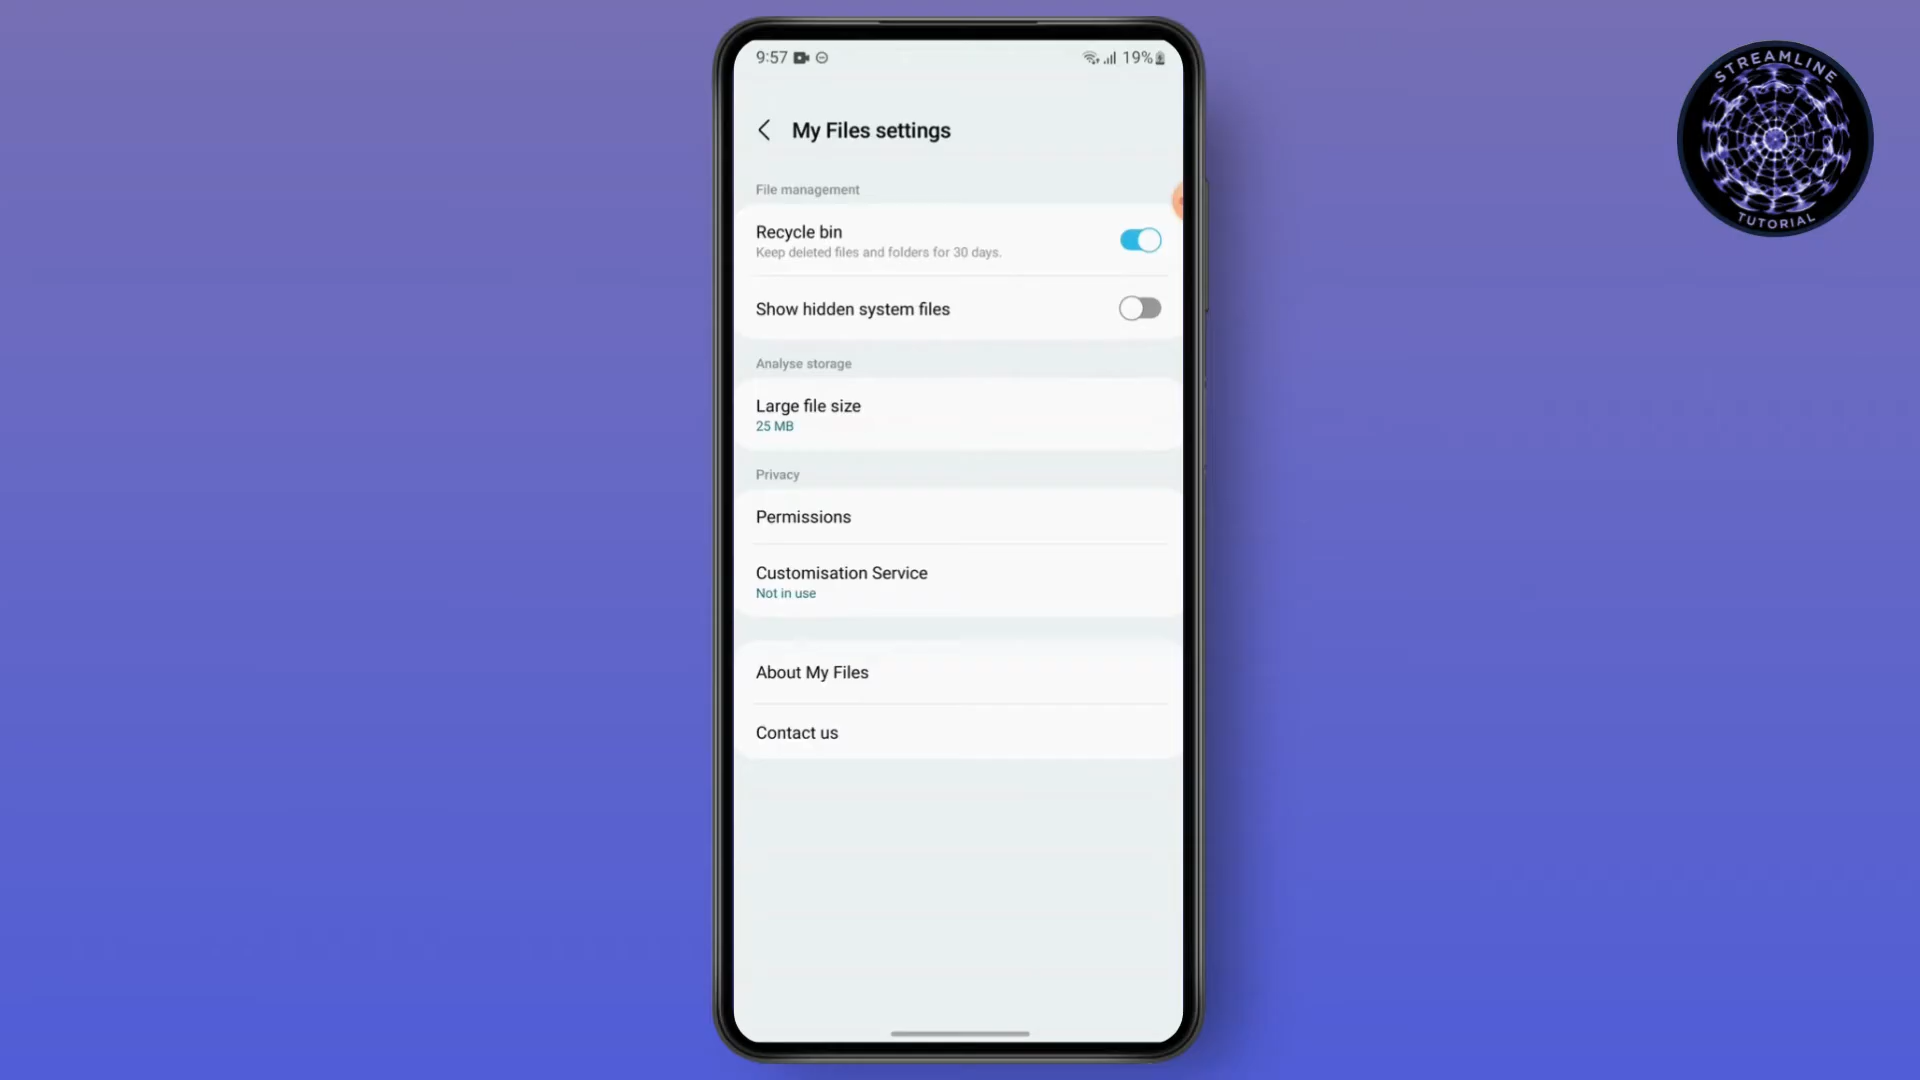 9:57
19%
STREAMLINE
TUTORIAL
My Files settings
File management
Recycle bin
Keep deleted files and folders for 30 days.
Show hidden system files
Analyse storage
Large file size
25 MB
Privacy
Permissions
Customisation Service
Not in use
About My Files
Contact us